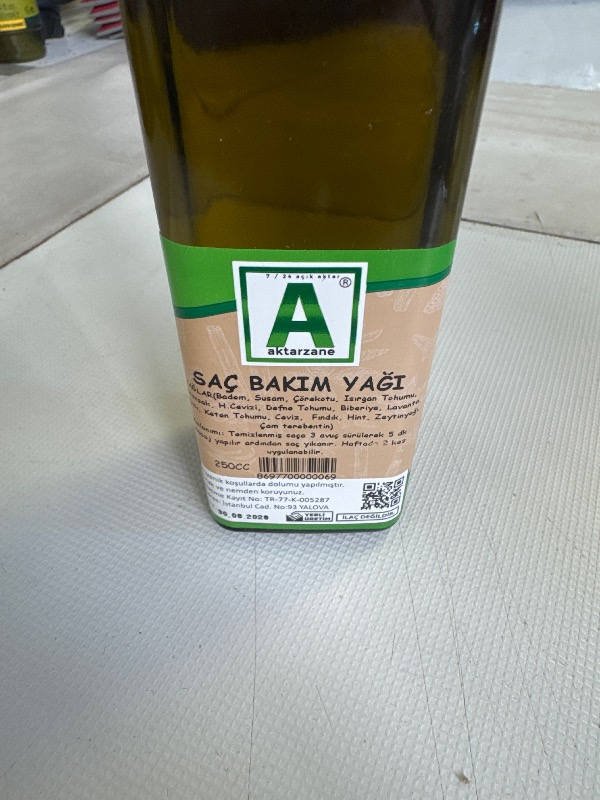 7 / 24 açık aktar
®
A
aktarzane
SAÇ BAKIM YAĞI
(Badem, Susam, Çörekotu, Isırgan Tohumu,
H.Cevizi, Defne Tohumu, Biberiye, Lavanta,
Keten Tohumu, Ceviz, Fındık, Hint, Zeytinyağı,
Çam terebentin)
Temizlenmiş saça 3 avuç sürülerek 5 dk
yapılır ardından saç yıkanır. Haftada 2 kez
uygulanabilir.
250CC
8697700000069
koşullarda dolumu yapılmıştır.
ve nemden koruyunuz.
Kayıt No: TR-77-K-005287
İstanbul Cad. No:93 YALOVA
30.08.2026
YERLİ
ÜRETİM
İLAÇ DEĞİLDİR